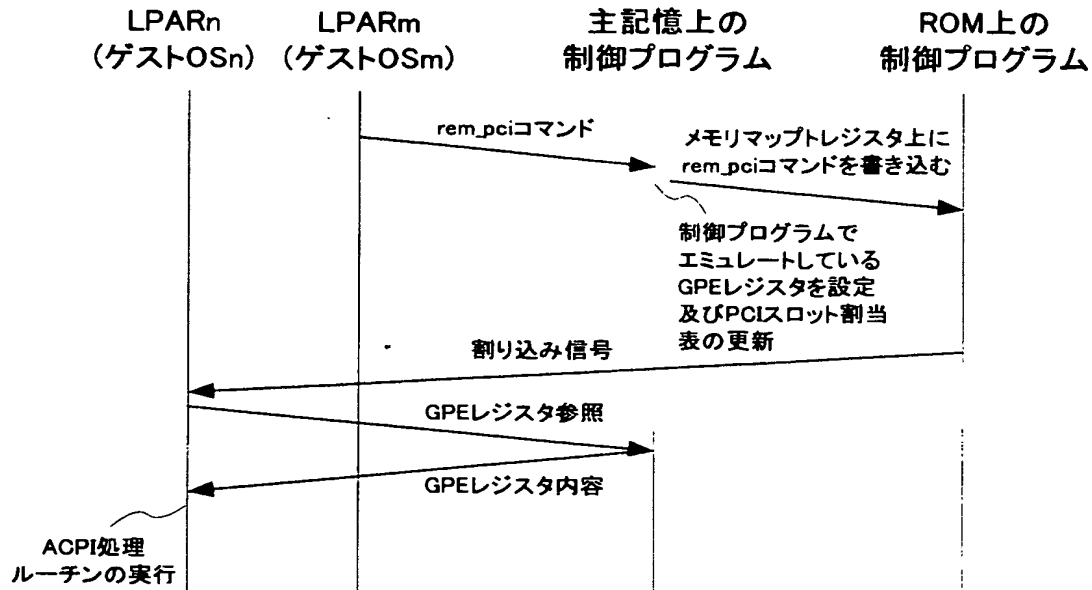 LPARn
(ゲストOSn)
LPARm
(ゲストOSm)
主記憶上の
制御プログラム
ROM上の
制御プログラム
rem_pciコマンド
メモリマップトレジスタ上に
rem_pciコマンドを書き込む
制御プログラムで
エミュレートしている
GPEレジスタを設定
及びPCIスロット割当
表の更新
割り込み信号
GPEレジスタ参照
GPEレジスタ内容
ACPI処理
ルーチンの実行